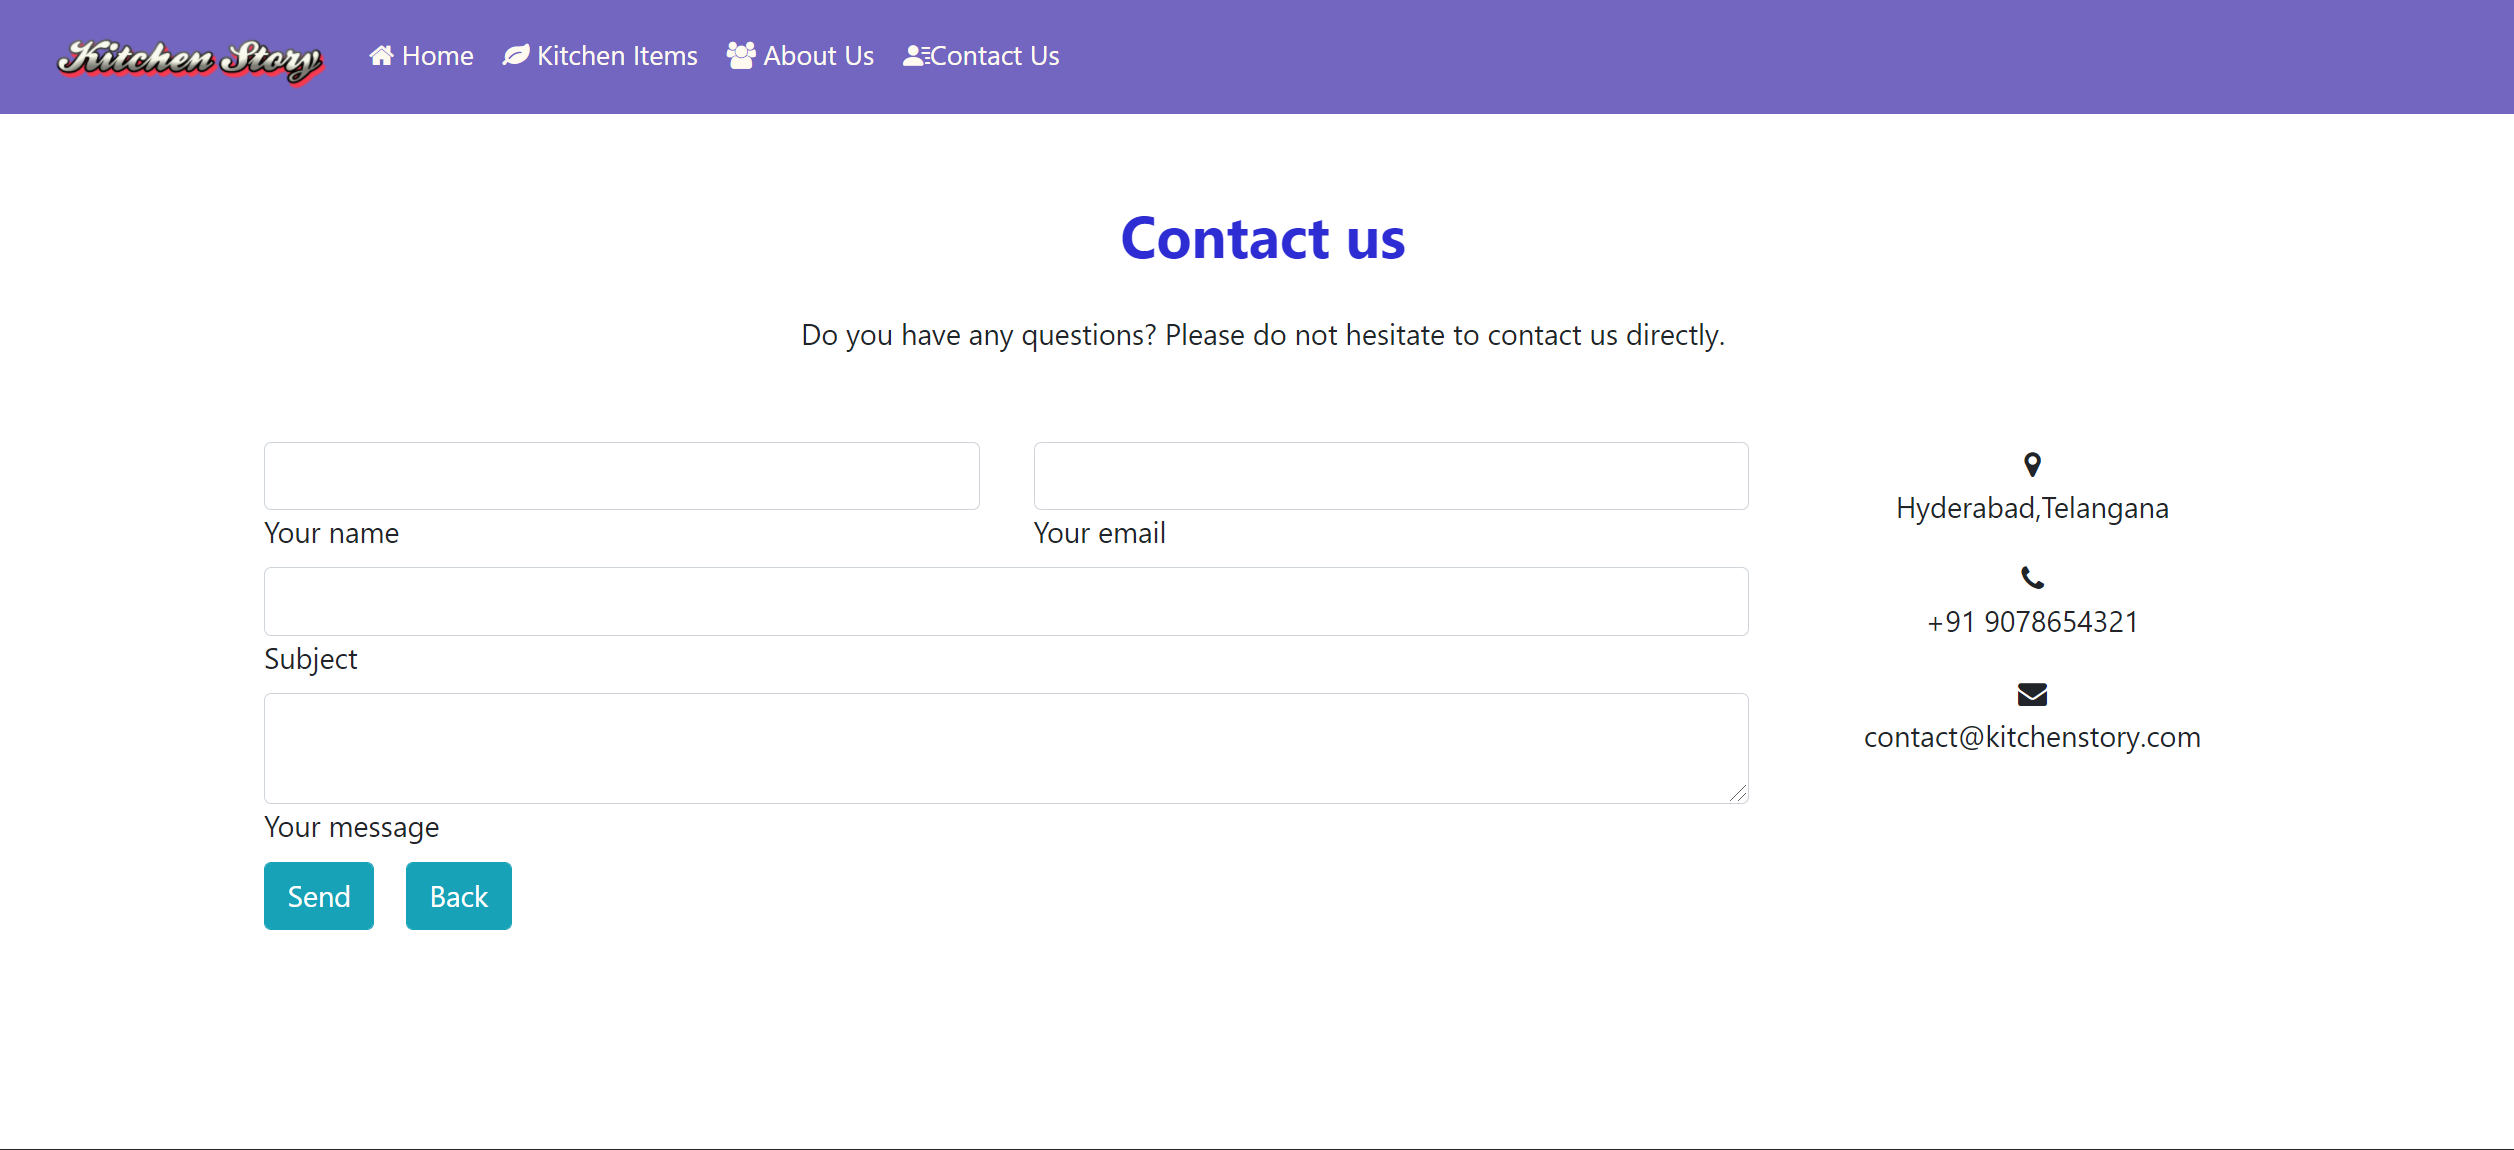 Kitchen Story Home Kitchen Items About Us Contact Us
Contact us
Do you have any questions? Please do not hesitate to contact us directly.
Your name
Your email
Subject
Your message
Send
Back
Hyderabad,Telangana
+91 9078654321
contact@kitchenstory.com